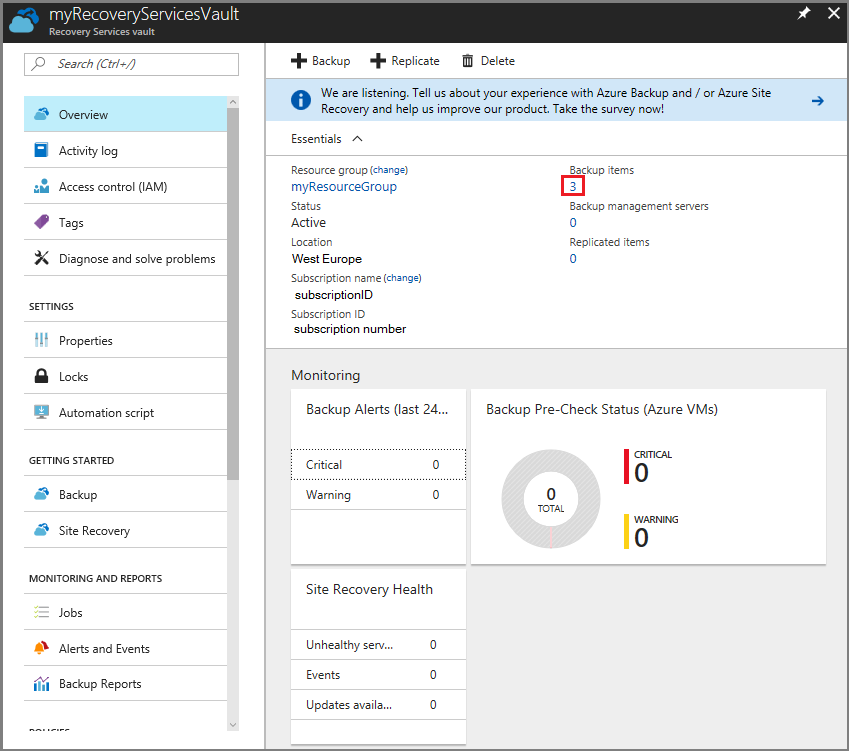 myRecoveryServicesVault
Recovery Services vault
Search (Ctrl+/)
Overview
Activity log
Access control (IAM)
Tags
Diagnose and solve problems
SETTINGS
Properties
Locks
Automation script
GETTING STARTED
Backup
Site Recovery
MONITORING AND REPORTS
Jobs
Alerts and Events
Backup Reports
POLICIES
Backup
Replicate
Delete
We are listening. Tell us about your experience with Azure Backup and / or Azure Site
Recovery and help us improve our product. Take the survey now!
Essentials
Resource group (change)
myResourceGroup
Status
Active
Location
West Europe
Subscription name (change)
subscriptionID
Subscription ID
subscription number
Backup items
3
Backup management servers
0
Replicated items
0
Monitoring
Backup Alerts (last 24...
Critical 0
Warning 0
Backup Pre-Check Status (Azure VMs)
0
TOTAL
CRITICAL
0
WARNING
0
Site Recovery Health
Unhealthy serv... 0
Events 0
Updates availa... 0